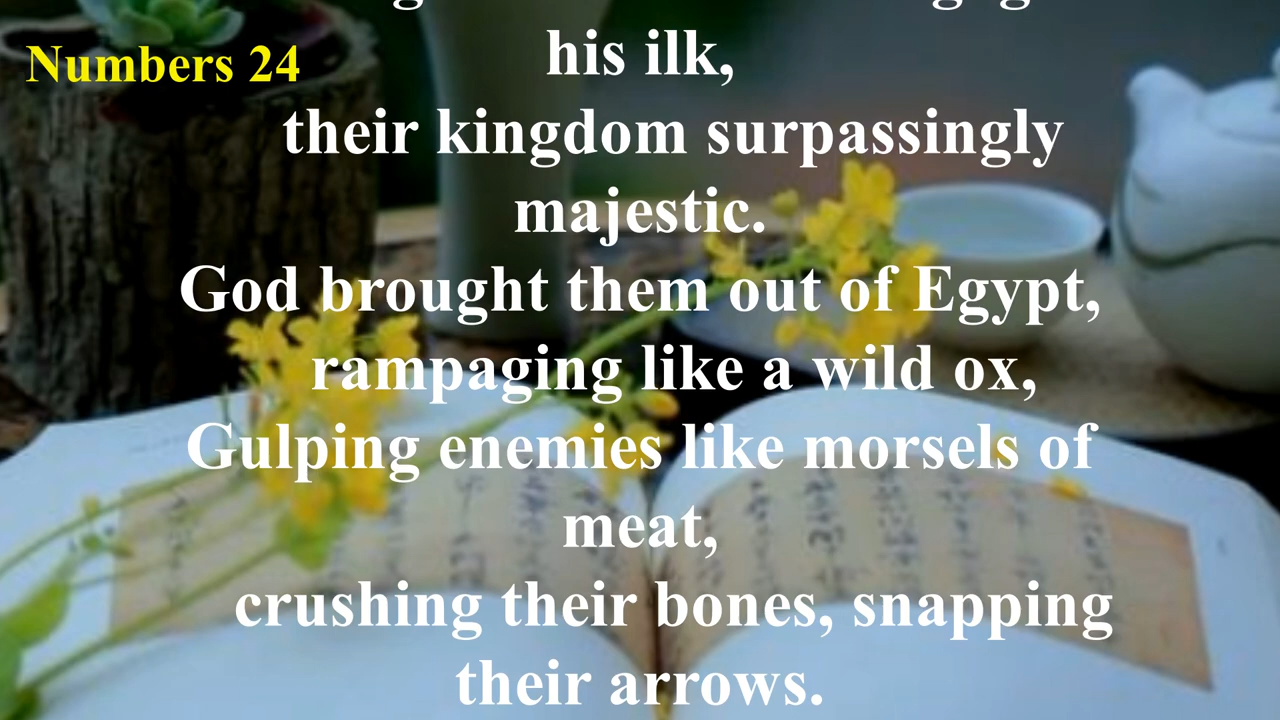 Numbers 24
his ilk,
their kingdom surpassingly
majestic.
God brought them out of Egypt,
rampaging like a wild ox,
Gulping enemies like morsels of
meat,
crushing their bones, snapping
their arrows.